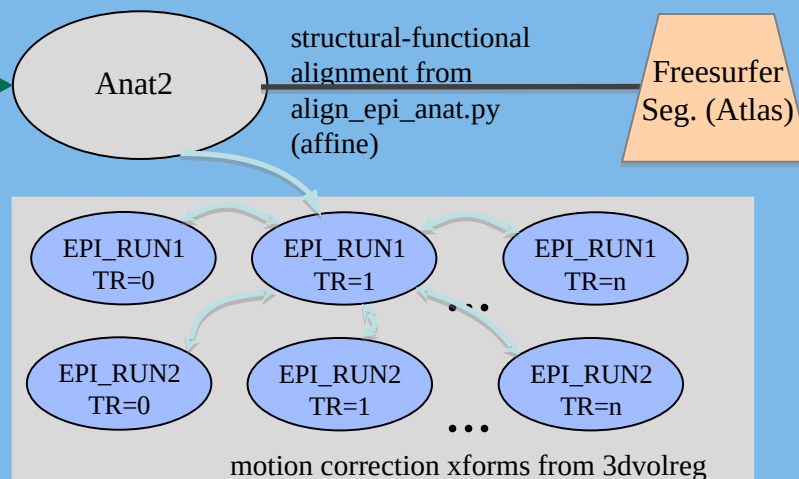 Anat2
structural-functional
alignment from
align_epi_anat.py
(affine)
Freesurfer
Seg. (Atlas)
EPI_RUN1
TR=0
EPI_RUN1
TR=1
EPI_RUN1
TR=n
...
EPI_RUN2
TR=0
EPI_RUN2
TR=1
EPI_RUN2
TR=n
...
motion correction xforms from 3dvolreg